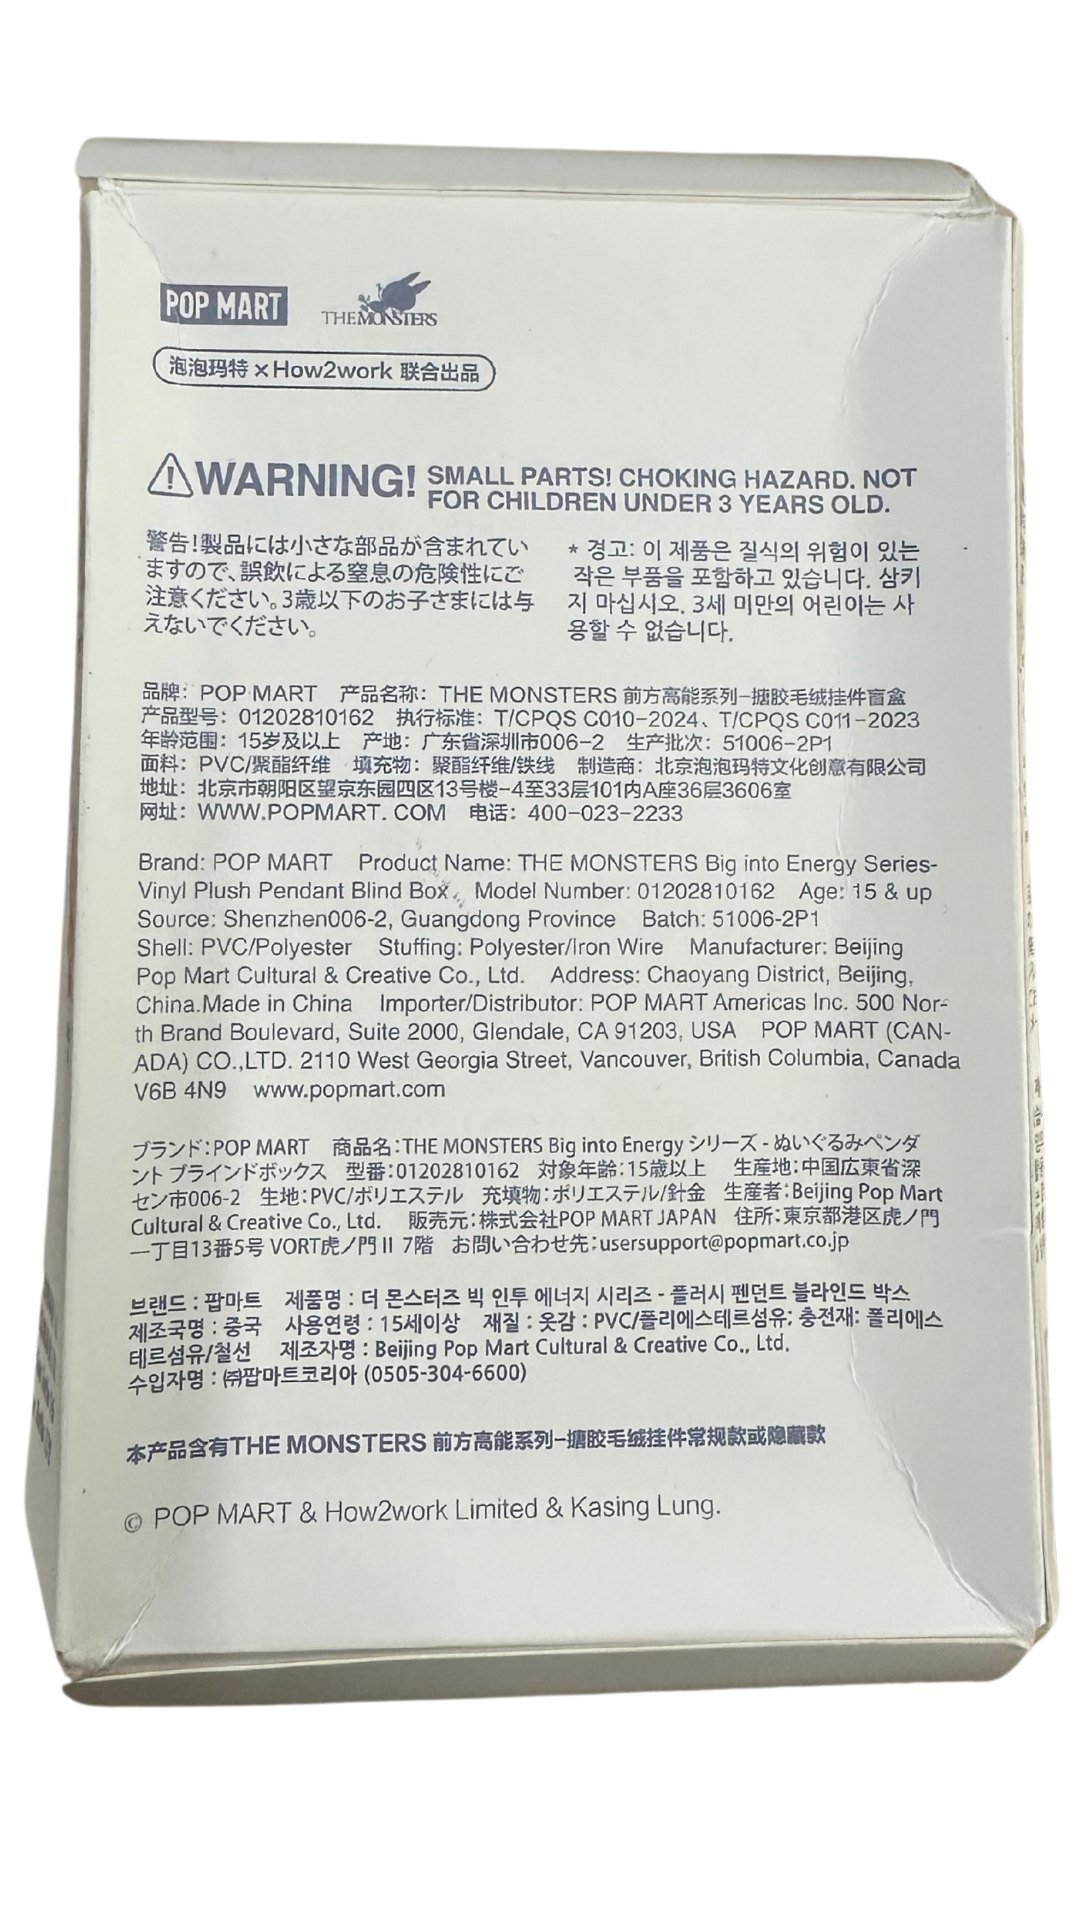 POP MART
THE MONSTERS
泡泡玛特×How2work 联合出品
WARNING! SMALL PARTS! CHOKING HAZARD. NOT
FOR CHILDREN UNDER 3 YEARS OLD.
警告!製品には小さな部品が含まれてい
ますので、誤飲による窒息の危険性にご
注意ください。3歳以下のお子さまには与
えないでください。
* 경고: 이 제품은 질식의 위험이 있는
작은 부품을 포함하고 있습니다. 삼키
지 마십시오. 3세 미만의 어린이는 사
용할 수 없습니다.
品牌：POP MART 产品名称：THE MONSTERS 前方高能系列-搪胶毛绒挂件盲盒
产品型号：01202810162 执行标准：T/CPQS C010-2024、T/CPQS C011-2023
年龄范围：15岁及以上 产地：广东省深圳市006-2 生产批次：51006-2P1
面料：PVC/聚酯纤维 填充物：聚酯纤维/铁线 制造商：北京泡泡玛特文化创意有限公司
地址：北京市朝阳区望京东园四区13号楼-4至33层101内A座36层3606室
网址：WWW.POPMART. COM 电话：400-023-2233
Brand: POP MART Product Name: THE MONSTERS Big into Energy Series-
Vinyl Plush Pendant Blind Box Model Number: 01202810162 Age: 15 & up
Source: Shenzhen006-2, Guangdong Province Batch: 51006-2P1
Shell: PVC/Polyester Stuffing: Polyester/Iron Wire Manufacturer: Beijing
Pop Mart Cultural & Creative Co., Ltd. Address: Chaoyang District, Beijing,
China.Made in China Importer/Distributor: POP MART Americas Inc. 500 Nor-
th Brand Boulevard, Suite 2000, Glendale, CA 91203, USA POP MART (CAN-
ADA) CO.,LTD. 2110 West Georgia Street, Vancouver, British Columbia, Canada
V6B 4N9 www.popmart.com
ブランド:POP MART 商品名:THE MONSTERS Big into Energy シリーズ - ぬいぐるみペンダ
ント ブラインドボックス 型番:01202810162 対象年齢:15歳以上 生産地:中国広東省深
セン市006-2 生地:PVC/ポリエステル 充填物:ポリエステル/針金 生産者:Beijing Pop Mart
Cultural & Creative Co., Ltd. 販売元:株式会社POP MART JAPAN 住所:東京都港区虎ノ門
一丁目13番5号 VORT虎ノ門 II 7階 お問い合わせ先:usersupport@popmart.co.jp
브랜드 : 팝마트 제품명 : 더 몬스터즈 빅 인투 에너지 시리즈 - 플러시 펜던트 블라인드 박스
제조국명 : 중국 사용연령 : 15세이상 재질 : 옷감 : PVC/폴리에스테르섬유; 충전재: 폴리에스
테르섬유/철선 제조자명 : Beijing Pop Mart Cultural & Creative Co., Ltd.
수입자명 : ㈜팝마트코리아 (0505-304-6600)
本产品含有THE MONSTERS 前方高能系列-搪胶毛绒挂件常规款或隐藏款
© POP MART & How2work Limited & Kasing Lung.